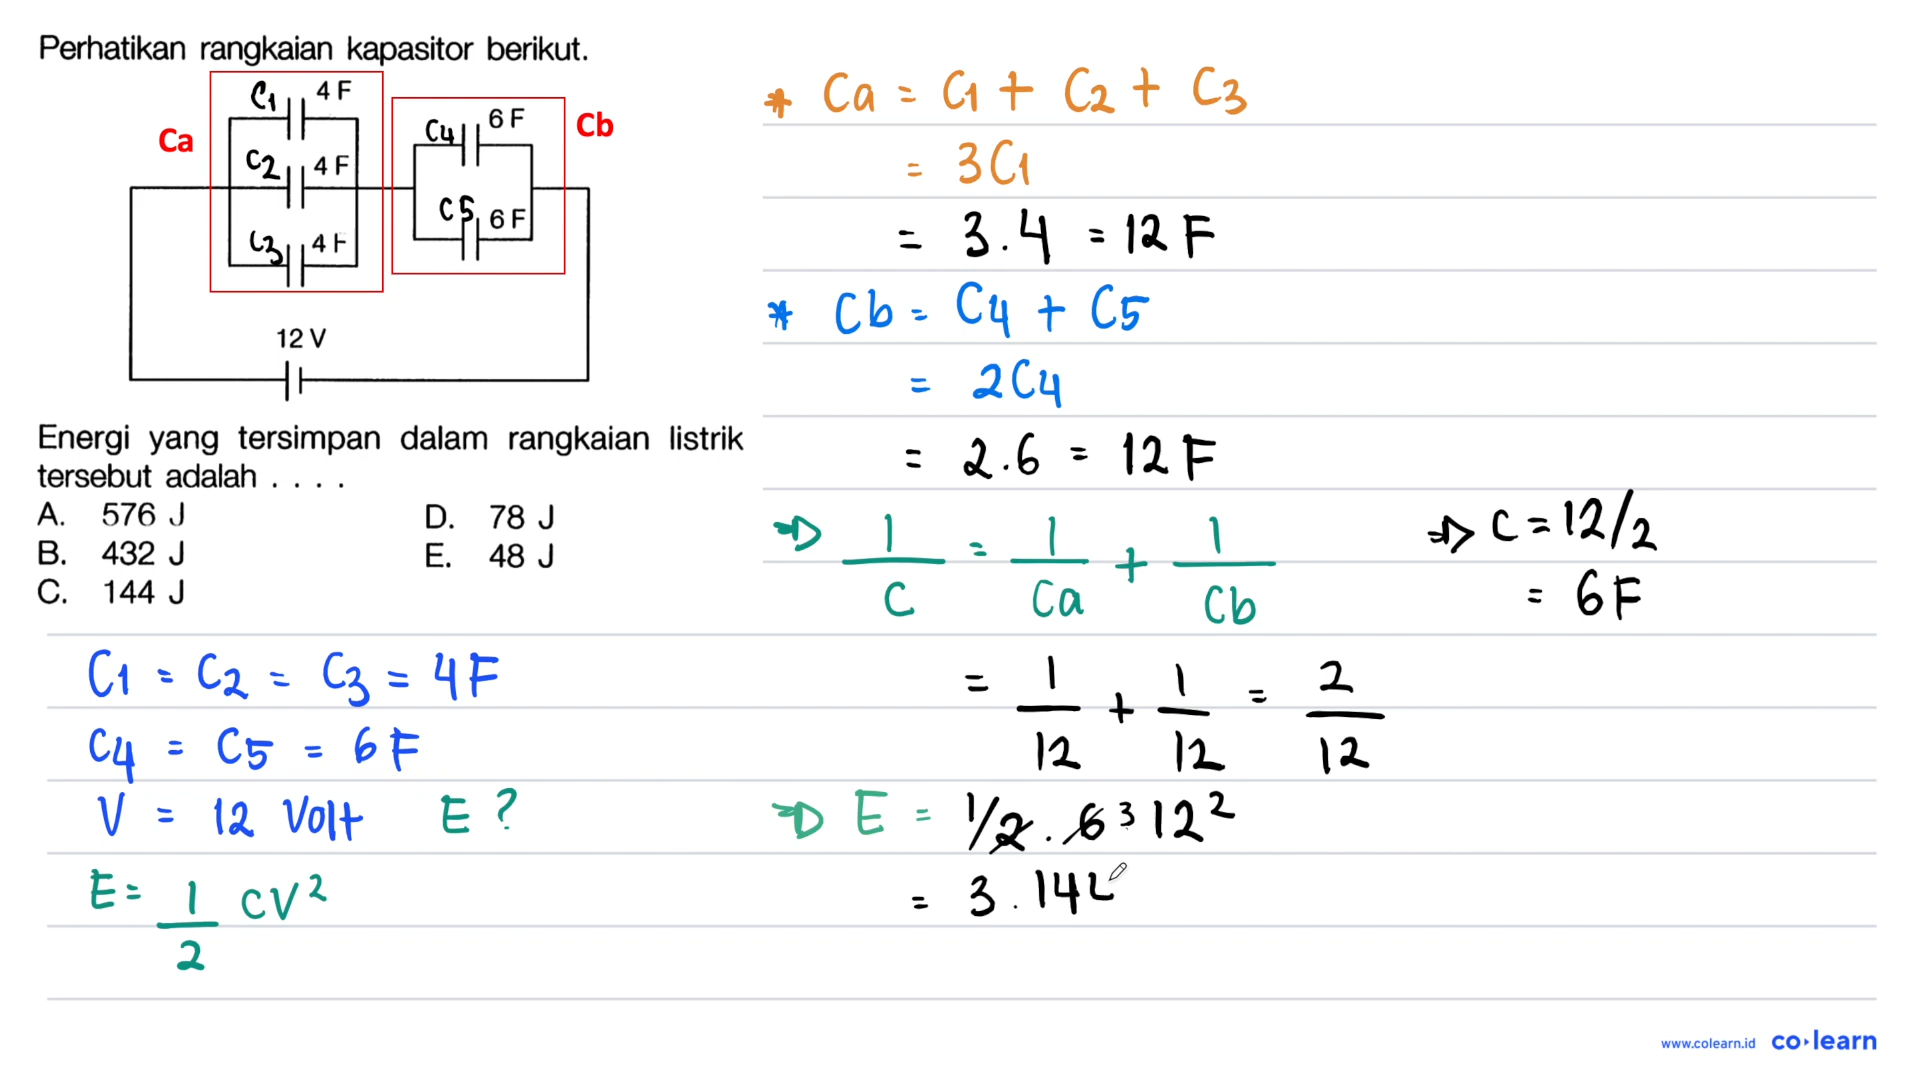 Perhatikan rangkaian kapasitor berikut.
Ca
C1 4 F
C2 4 F
C3 4 F
Cb
C4 6 F
C5 6 F
12 V
Energi yang tersimpan dalam rangkaian listrik
tersebut adalah . . . .
A. 576 J
B. 432 J
C. 144 J
D. 78 J
E. 48 J
C1 = C2 = C3 = 4F
C4 = C5 = 6F
V = 12 Volt E ?
E = 1/2 CV²
* Ca = C1 + C2 + C3
= 3C1
= 3.4 = 12F
* Cb = C4 + C5
= 2C4
= 2.6 = 12F
⇒ 1/C = 1/Ca + 1/Cb
= 1/12 + 1/12 = 2/12
⇒ C = 12/2
= 6F
⇒ E = 1/2 . 6 3 12²
= 3 . 144
www.colearn.id co learn